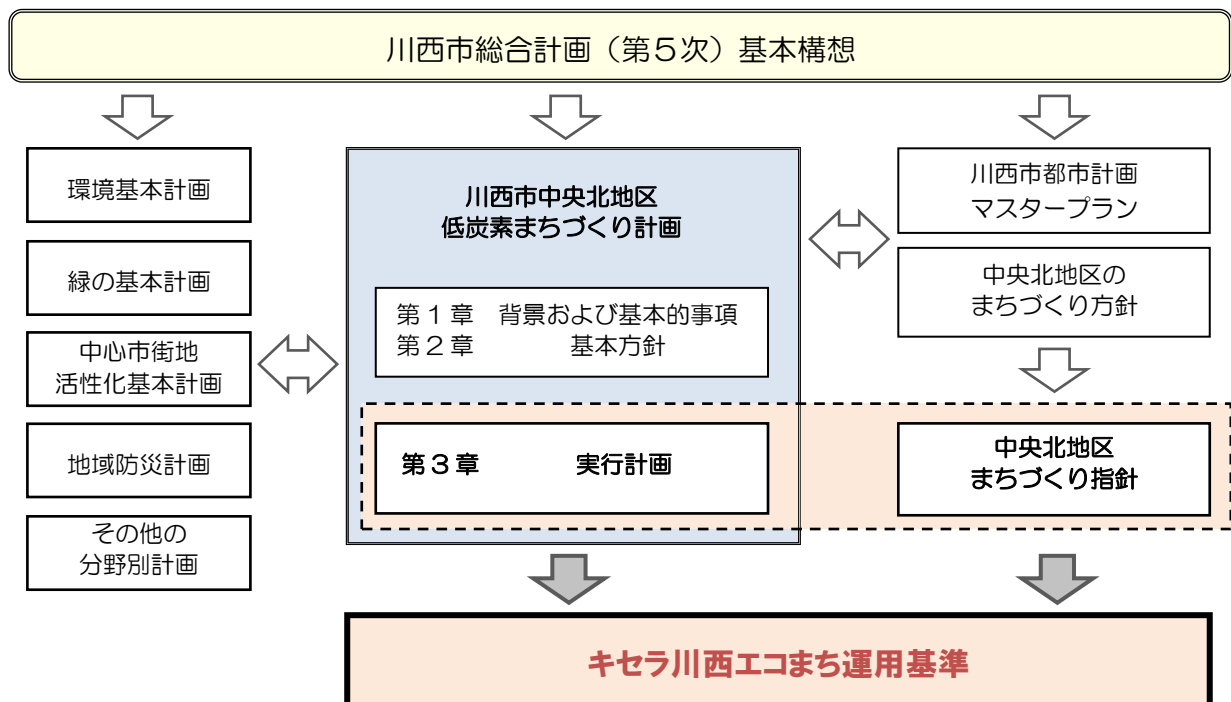 川西市総合計画（第５次）基本構想
環境基本計画
緑の基本計画
中心市街地
活性化基本計画
地域防災計画
その他の
分野別計画
川西市中央北地区
低炭素まちづくり計画
第１章　背景および基本的事項
第２章　基本方針
第３章　実行計画
川西市都市計画
マスタープラン
中央北地区の
まちづくり方針
中央北地区
まちづくり指針
キセラ川西エコまち運用基準